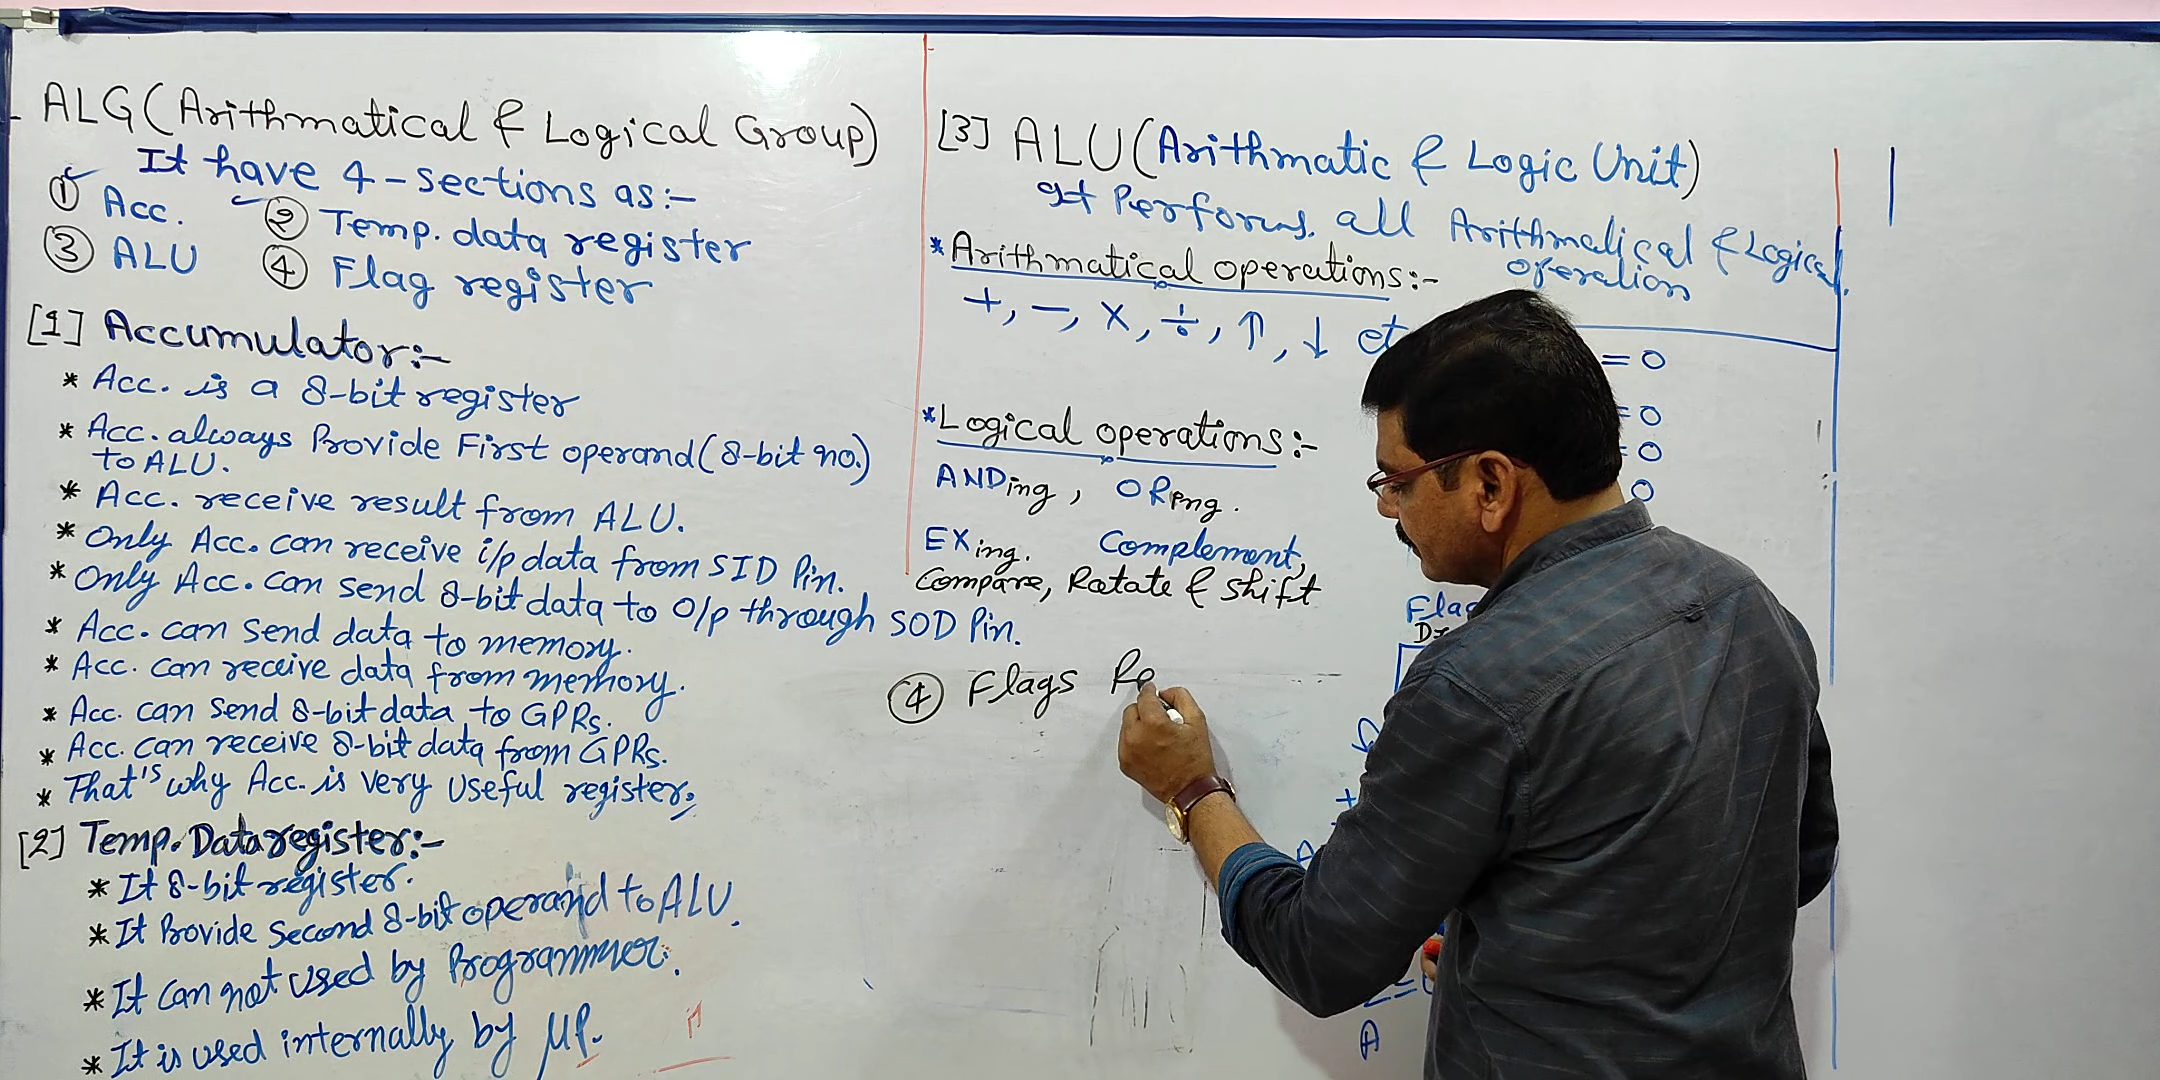 ALG (Arithmatical & Logical Group)
It have 4-sections as:-
① Acc. ② Temp. data register
③ ALU ④ Flag register
[1] Accumulator:-
* Acc. is a 8-bit register
* Acc. always Provide First operand (8-bit no.)
to ALU.
* Acc. receive result from ALU.
* Only Acc. can receive i/p data from SID Pin.
* Only Acc. can send 8-bit data to O/p through SOD Pin.
* Acc. can send data to memory.
* Acc. can receive data from memory.
* Acc. can send 8-bit data to GPRs.
* Acc. can receive 8-bit data from GPRs.
* That's why Acc. is very Useful register.
[2] Temp. Data register:-
* It 8-bit register.
* It Provide Second 8-bit operand to ALU.
* It can not used by Programmer.
* It is used internally by μP.
[3] ALU (Arithmatic & Logic Unit)
It Performs all Arithmatical & Logical
operation
* Arithmatical operations:-
+, −, ×, ÷, ↑, ↓
* Logical operations:-
ANDing, ORing.
EXing. Complement,
Compare, Rotate & Shift
④ Flags Re
= 0
= 0
= 0
0
A